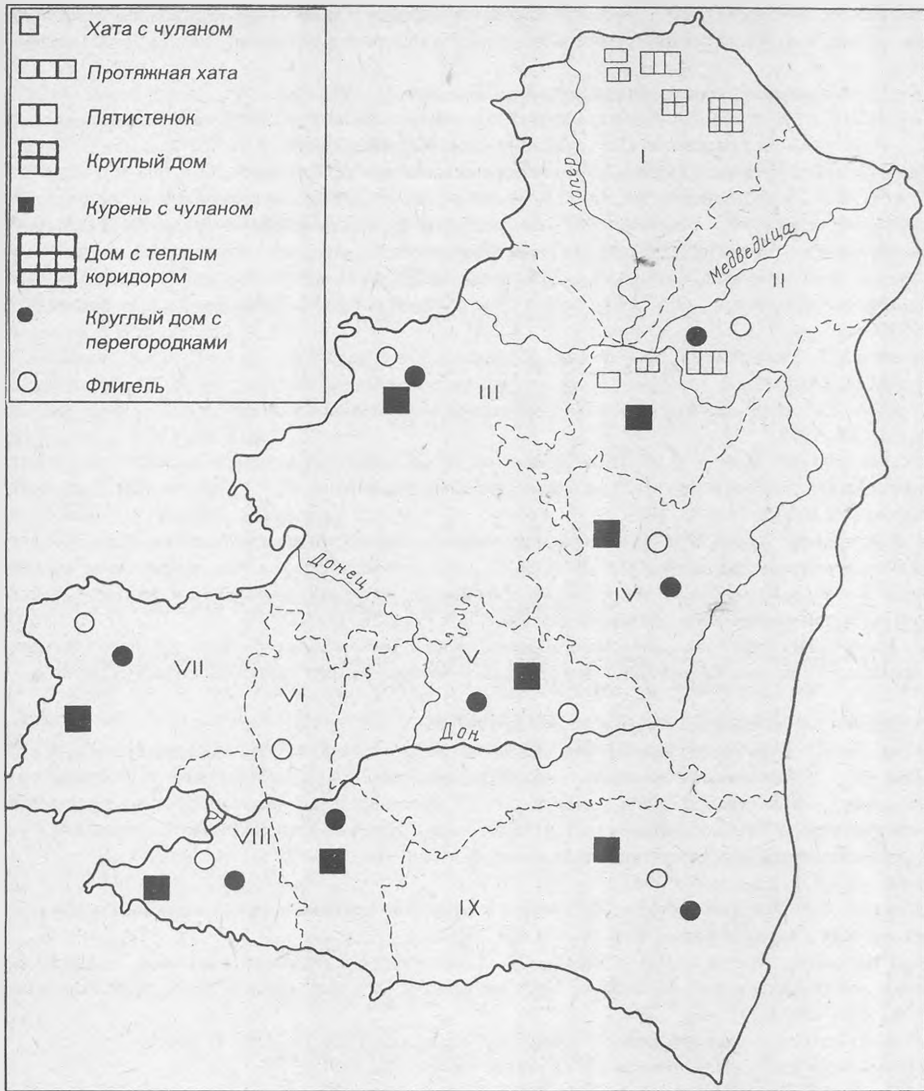 Хата с чуланом
Протяжная хата
Пятистенок
Круглый дом
Курень с чуланом
Дом с теплым
коридором
Круглый дом с
перегородками
Флигель
I
Хопер
Медведица
II
III
Донец
IV
V
VII
VI
Дон
VIII
IX